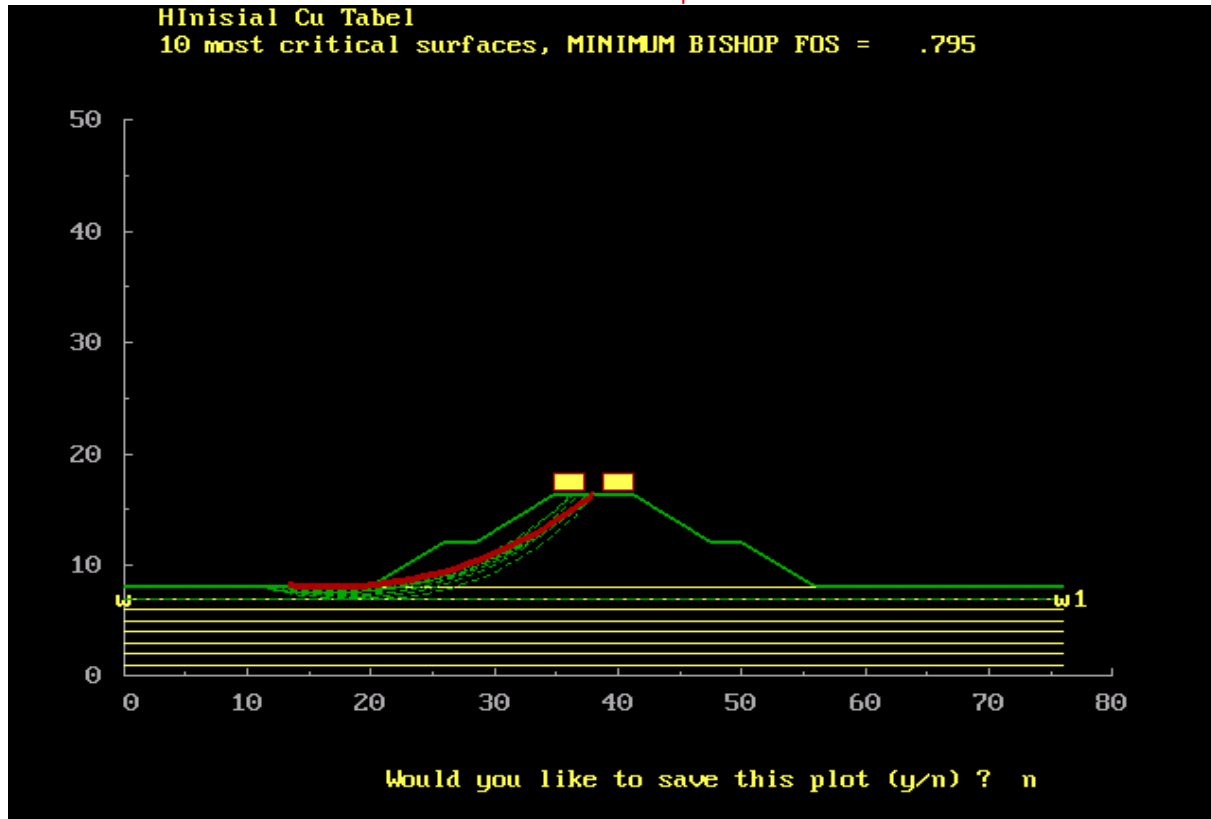 HInisial Cu Tabel
10 most critical surfaces, MINIMUM BISHOP FOS = .795
50
40
30
20
10
w w1
0
0 10 20 30 40 50 60 70 80
Would you like to save this plot (y/n) ? n